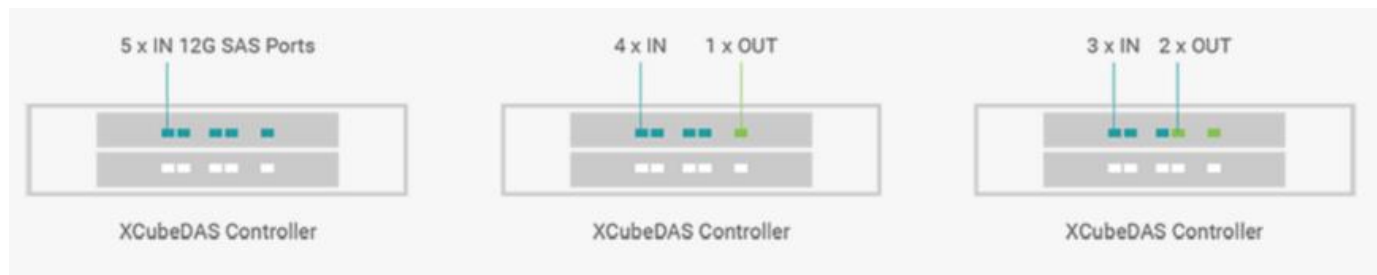 5 x IN 12G SAS Ports
4 x IN 1 x OUT
3 x IN 2 x OUT
XCubeDAS Controller
XCubeDAS Controller
XCubeDAS Controller